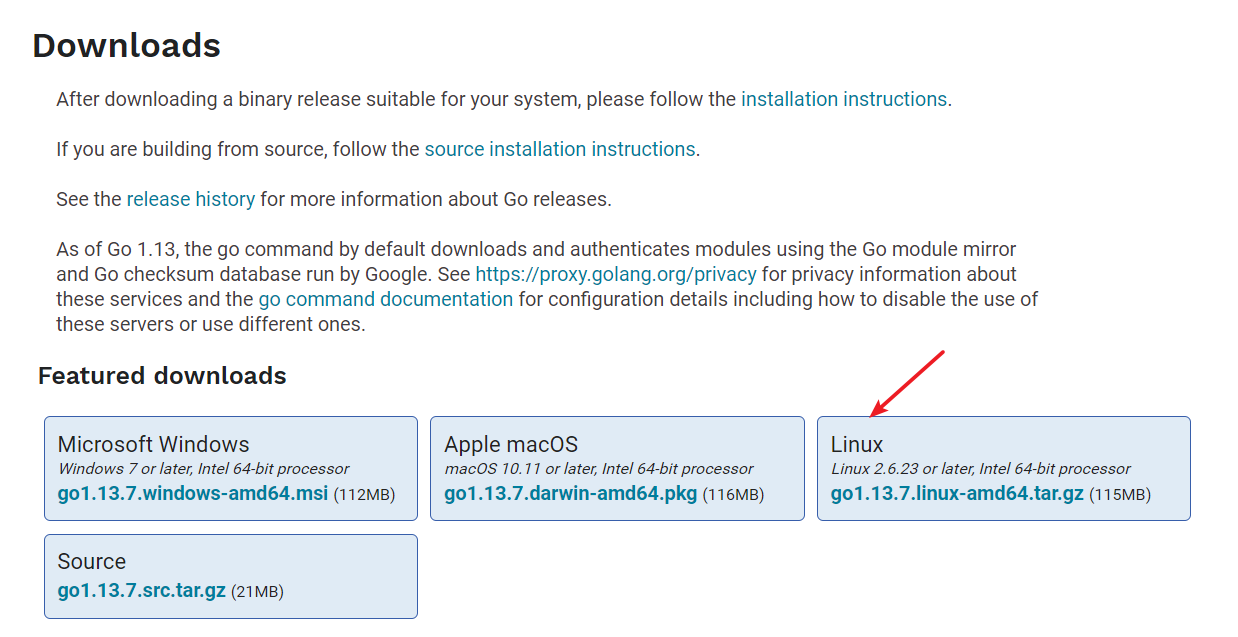 Downloads
After downloading a binary release suitable for your system, please follow the installation instructions.
If you are building from source, follow the source installation instructions.
See the release history for more information about Go releases.
As of Go 1.13, the go command by default downloads and authenticates modules using the Go module mirror
and Go checksum database run by Google. See https://proxy.golang.org/privacy for privacy information about
these services and the go command documentation for configuration details including how to disable the use of
these servers or use different ones.
Featured downloads
Microsoft Windows
Windows 7 or later, Intel 64-bit processor
go1.13.7.windows-amd64.msi (112MB)
Apple macOS
macOS 10.11 or later, Intel 64-bit processor
go1.13.7.darwin-amd64.pkg (116MB)
Linux
Linux 2.6.23 or later, Intel 64-bit processor
go1.13.7.linux-amd64.tar.gz (115MB)
Source
go1.13.7.src.tar.gz (21MB)